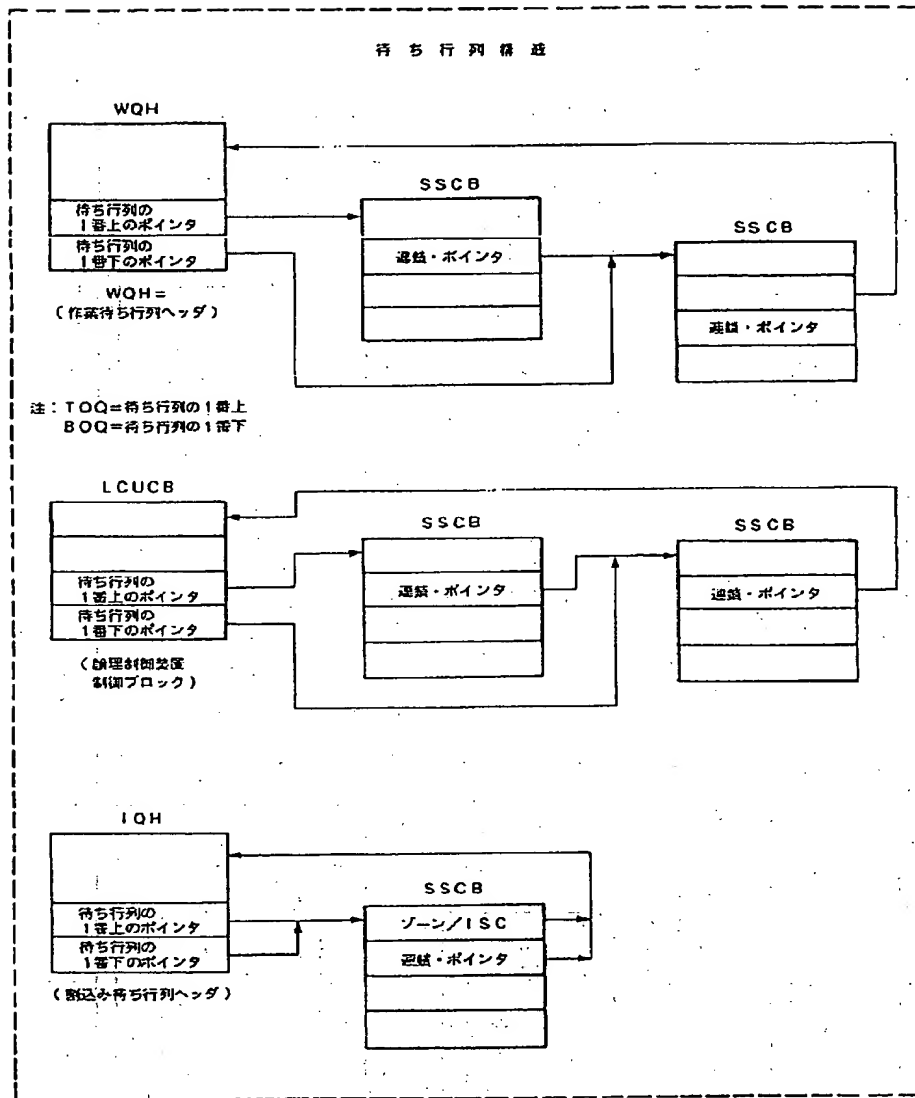 待ち行列構造
WQH
待ち行列の
1番上のポインタ
待ち行列の
1番下のポインタ
WQH=
(作業待ち行列ヘッダ)
SSCB
連鎖・ポインタ
SSCB
連鎖・ポインタ
注:TOQ=待ち行列の1番上
BOQ=待ち行列の1番下
LCUCB
待ち行列の
1番上のポインタ
待ち行列の
1番下のポインタ
(論理制御装置
制御ブロック)
SSCB
連鎖・ポインタ
SSCB
連鎖・ポインタ
IQH
待ち行列の
1番上のポインタ
待ち行列の
1番下のポインタ
(割込み待ち行列ヘッダ)
SSCB
ゾーン/ISC
連鎖・ポインタ